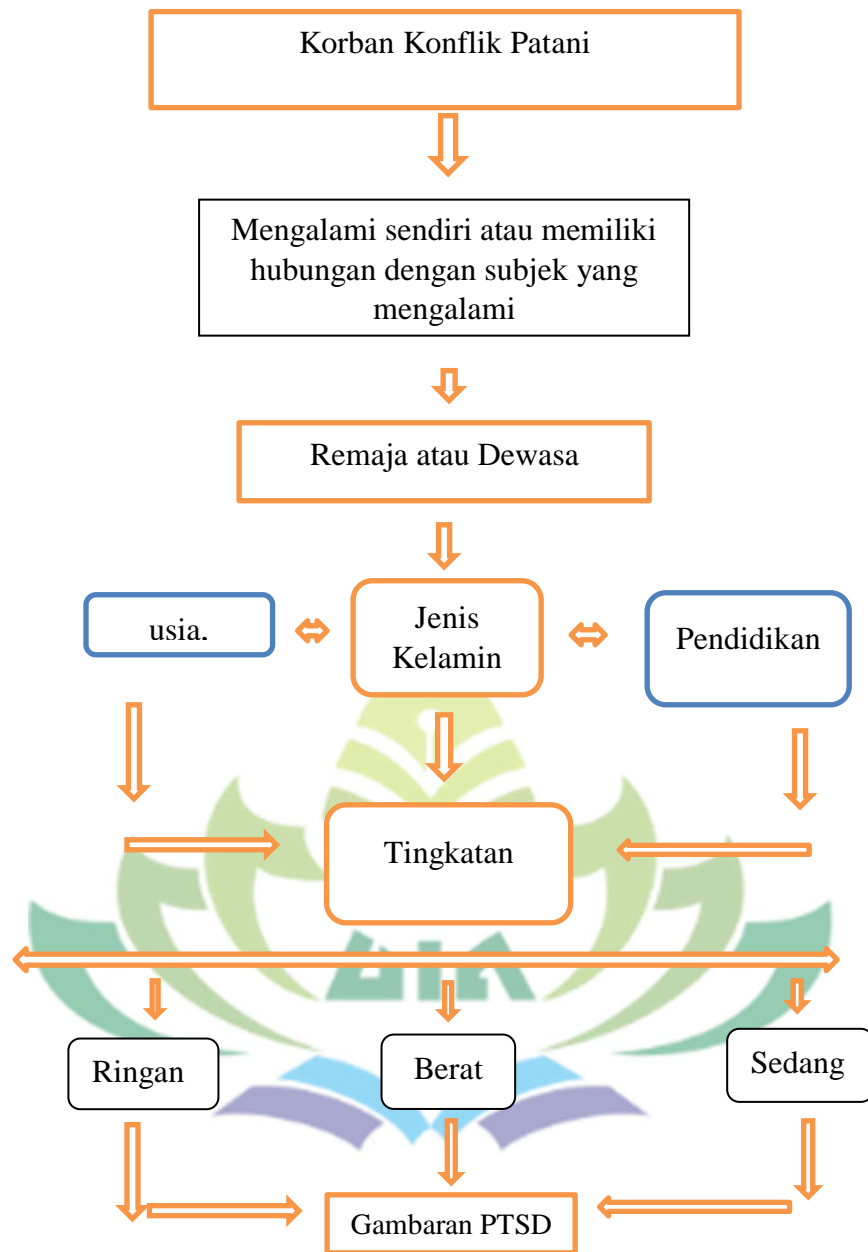 Korban Konflik Patani
Mengalami sendiri atau memiliki
hubungan dengan subjek yang
mengalami
Remaja atau Dewasa
usia.
Jenis
Kelamin
Pendidikan
Tingkatan
UIN
Ringan
Berat
Sedang
Gambaran PTSD